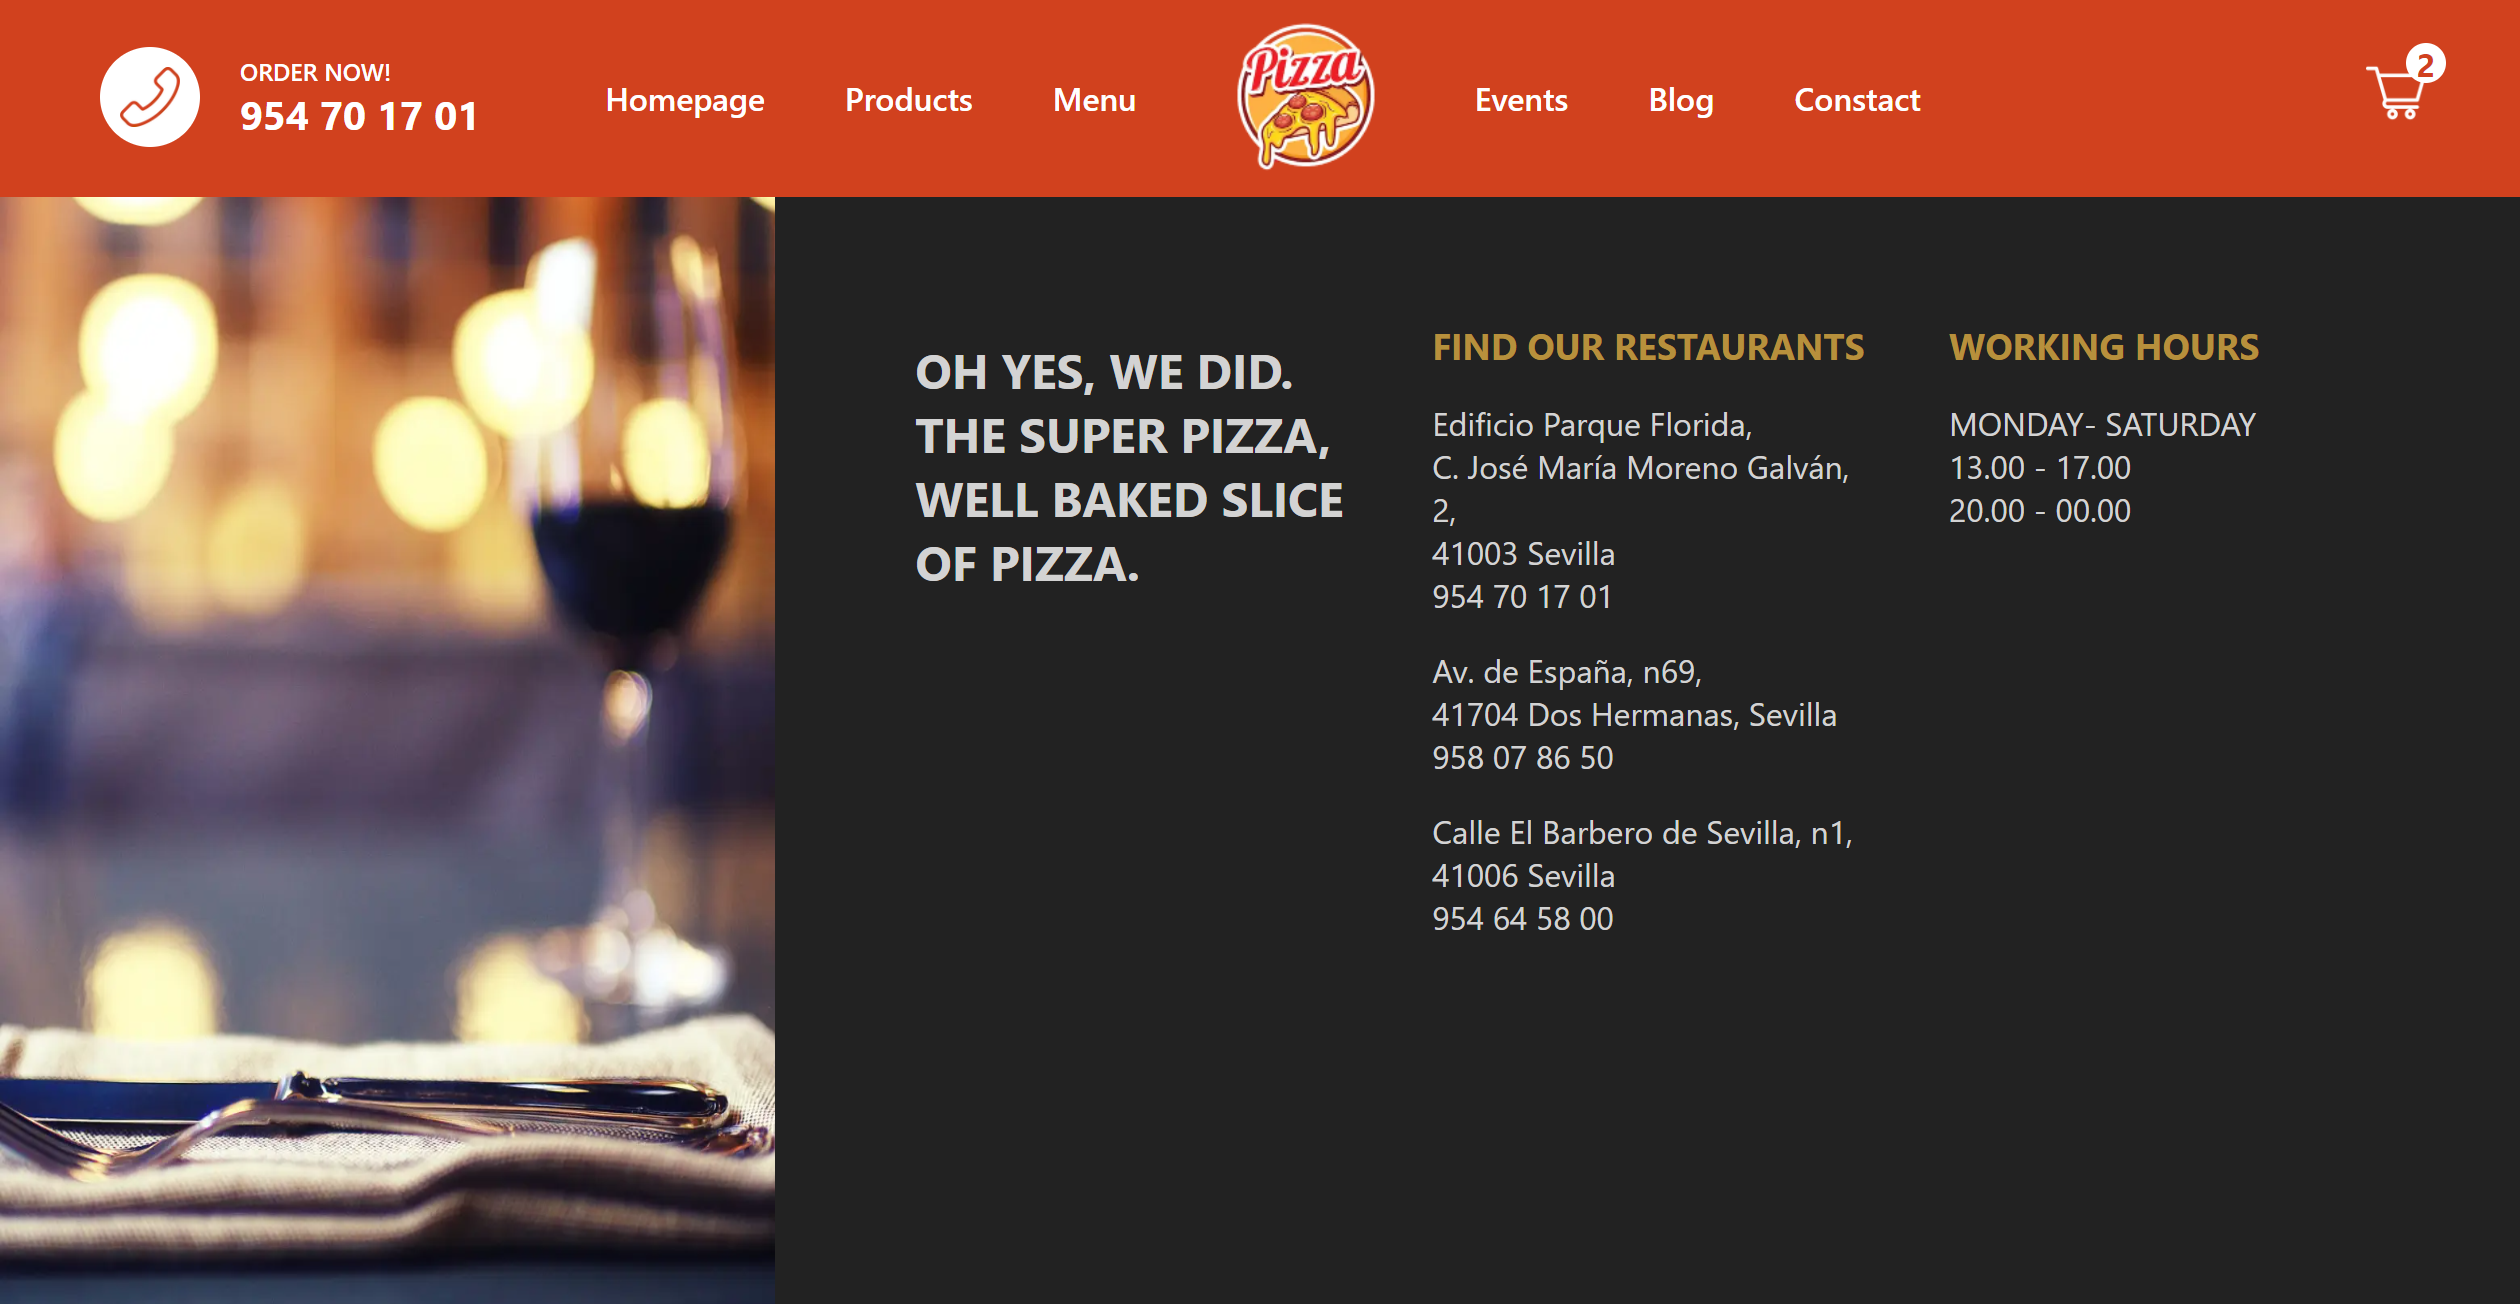 ORDER NOW!
954 70 17 01
Homepage
Products
Menu
Pizza
Events
Blog
Constact
2
OH YES, WE DID.
THE SUPER PIZZA,
WELL BAKED SLICE
OF PIZZA.
FIND OUR RESTAURANTS
Edificio Parque Florida,
C. José María Moreno Galván,
2,
41003 Sevilla
954 70 17 01
Av. de España, n69,
41704 Dos Hermanas, Sevilla
958 07 86 50
Calle El Barbero de Sevilla, n1,
41006 Sevilla
954 64 58 00
WORKING HOURS
MONDAY- SATURDAY
13.00 - 17.00
20.00 - 00.00